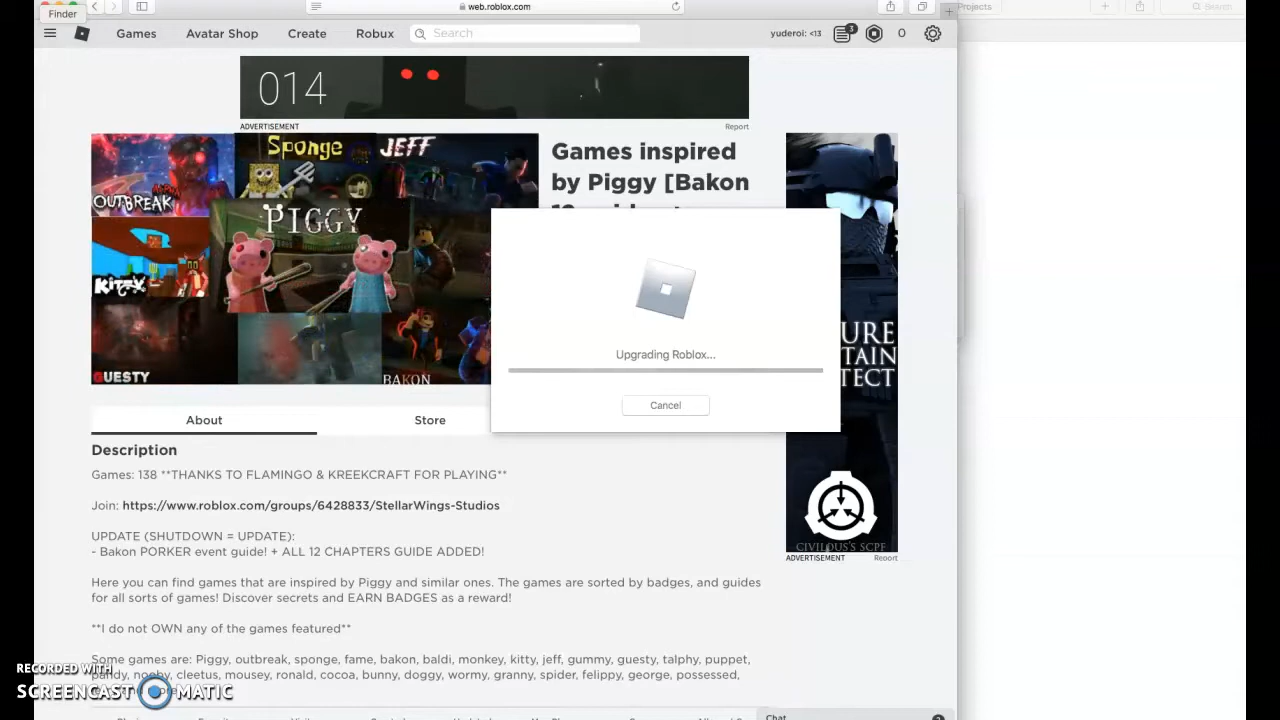 Finder
web.roblox.com
Projects
Search
Games
Avatar Shop
Create
Robux
Search
yuderoi: <13
3
0
014
ADVERTISEMENT
Report
OUTBREAK
Sponge
JEFF
PIGGY
KITTY
GUESTY
BAKON
Games inspired
by Piggy [Bakon
Upgrading Roblox...
Cancel
URE
TAIN
TECT
CIVILDUS'S SCPF
ADVERTISEMENT
Report
About
Store
Description
Games: 138 **THANKS TO FLAMINGO & KREEKCRAFT FOR PLAYING**
Join: https://www.roblox.com/groups/6428833/StellarWings-Studios
UPDATE (SHUTDOWN = UPDATE):
- Bakon PORKER event guide! + ALL 12 CHAPTERS GUIDE ADDED!
Here you can find games that are inspired by Piggy and similar ones. The games are sorted by badges, and guides
for all sorts of games! Discover secrets and EARN BADGES as a reward!
**I do not OWN any of the games featured**
Some games are: Piggy, outbreak, sponge, fame, bakon, baldi, monkey, kitty, jeff, gummy, guesty, talphy, puppet,
pandy, nooby, cleetus, mousey, ronald, cocoa, bunny, doggy, wormy, granny, spider, felippy, george, possessed,
RECORDED WITH
SCREENCAST MATIC
Chat